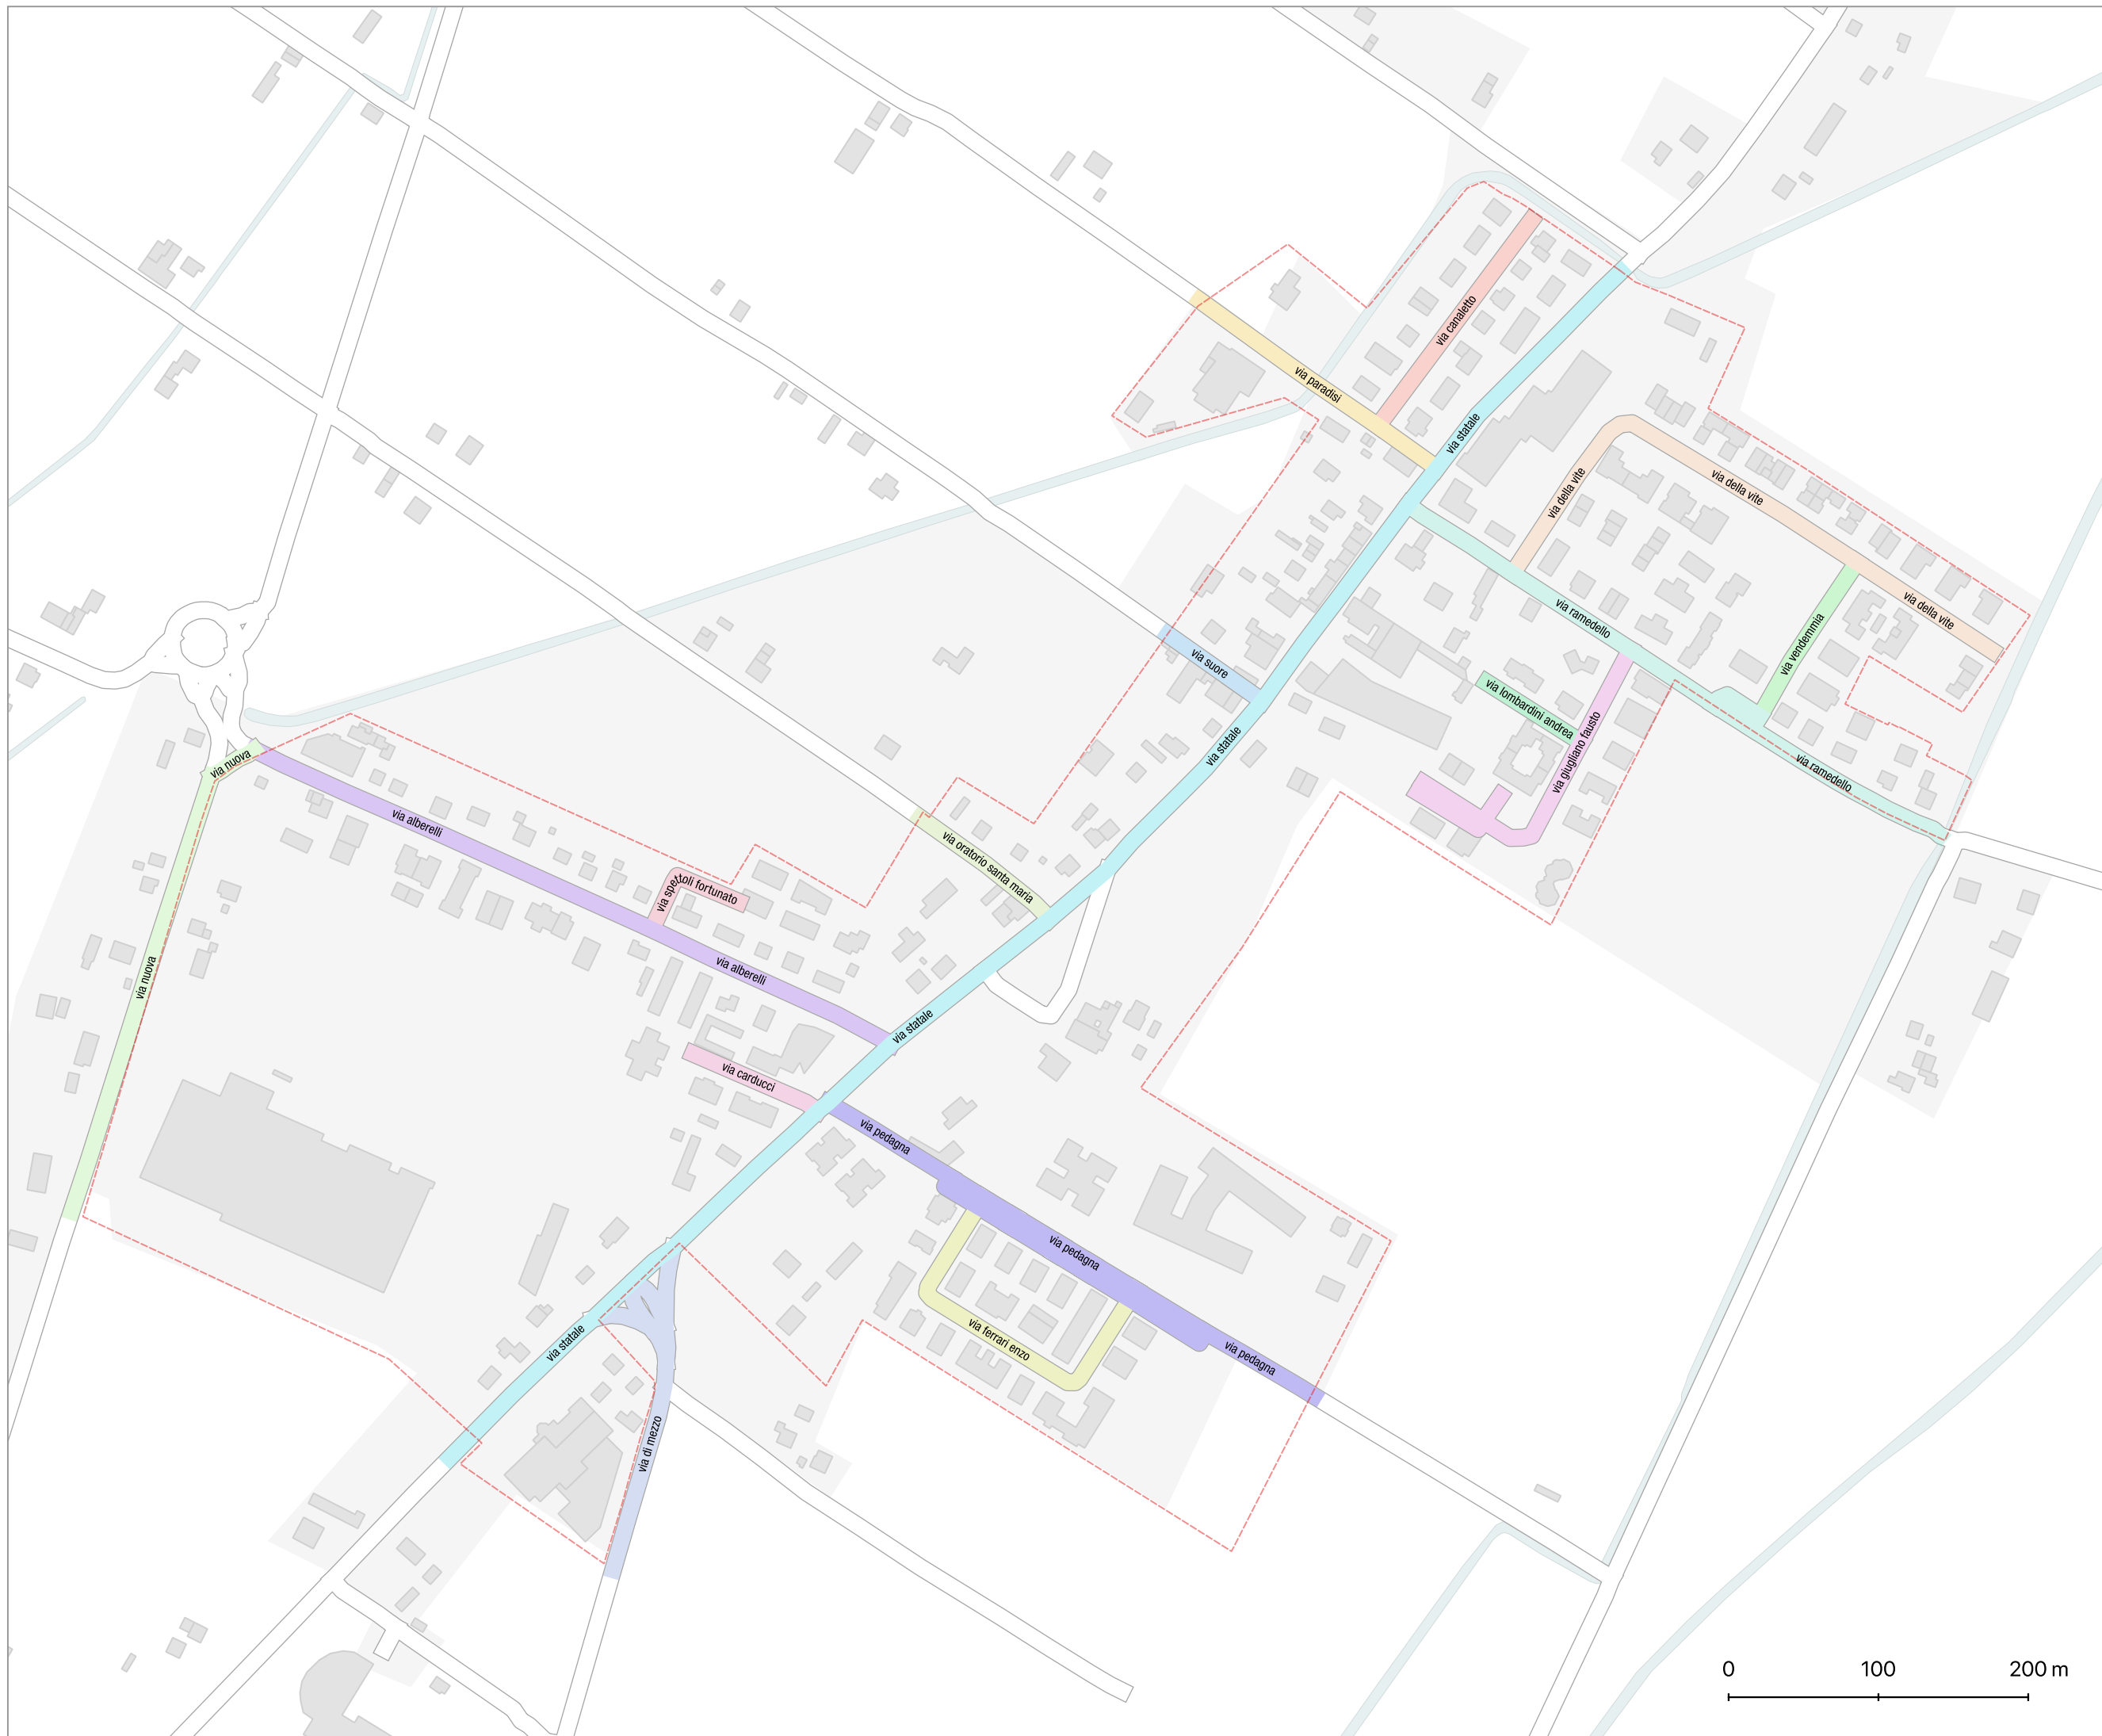 via canaletto
via paradisi
via statale
via della vite
via della vite
via della vite
via ramedello
via vendemmia
via suore
via lombardini andrea
via giugliano fausto
via statale
via nuova
via ramedello
via alberelli
via oratorio santa maria
via spe
toli fortunato
via alberelli
via nuova
via statale
via carducci
via pedagna
via pedagna
via statale
via ferrari enzo
via pedagna
via di mezzo
0 100 200 m